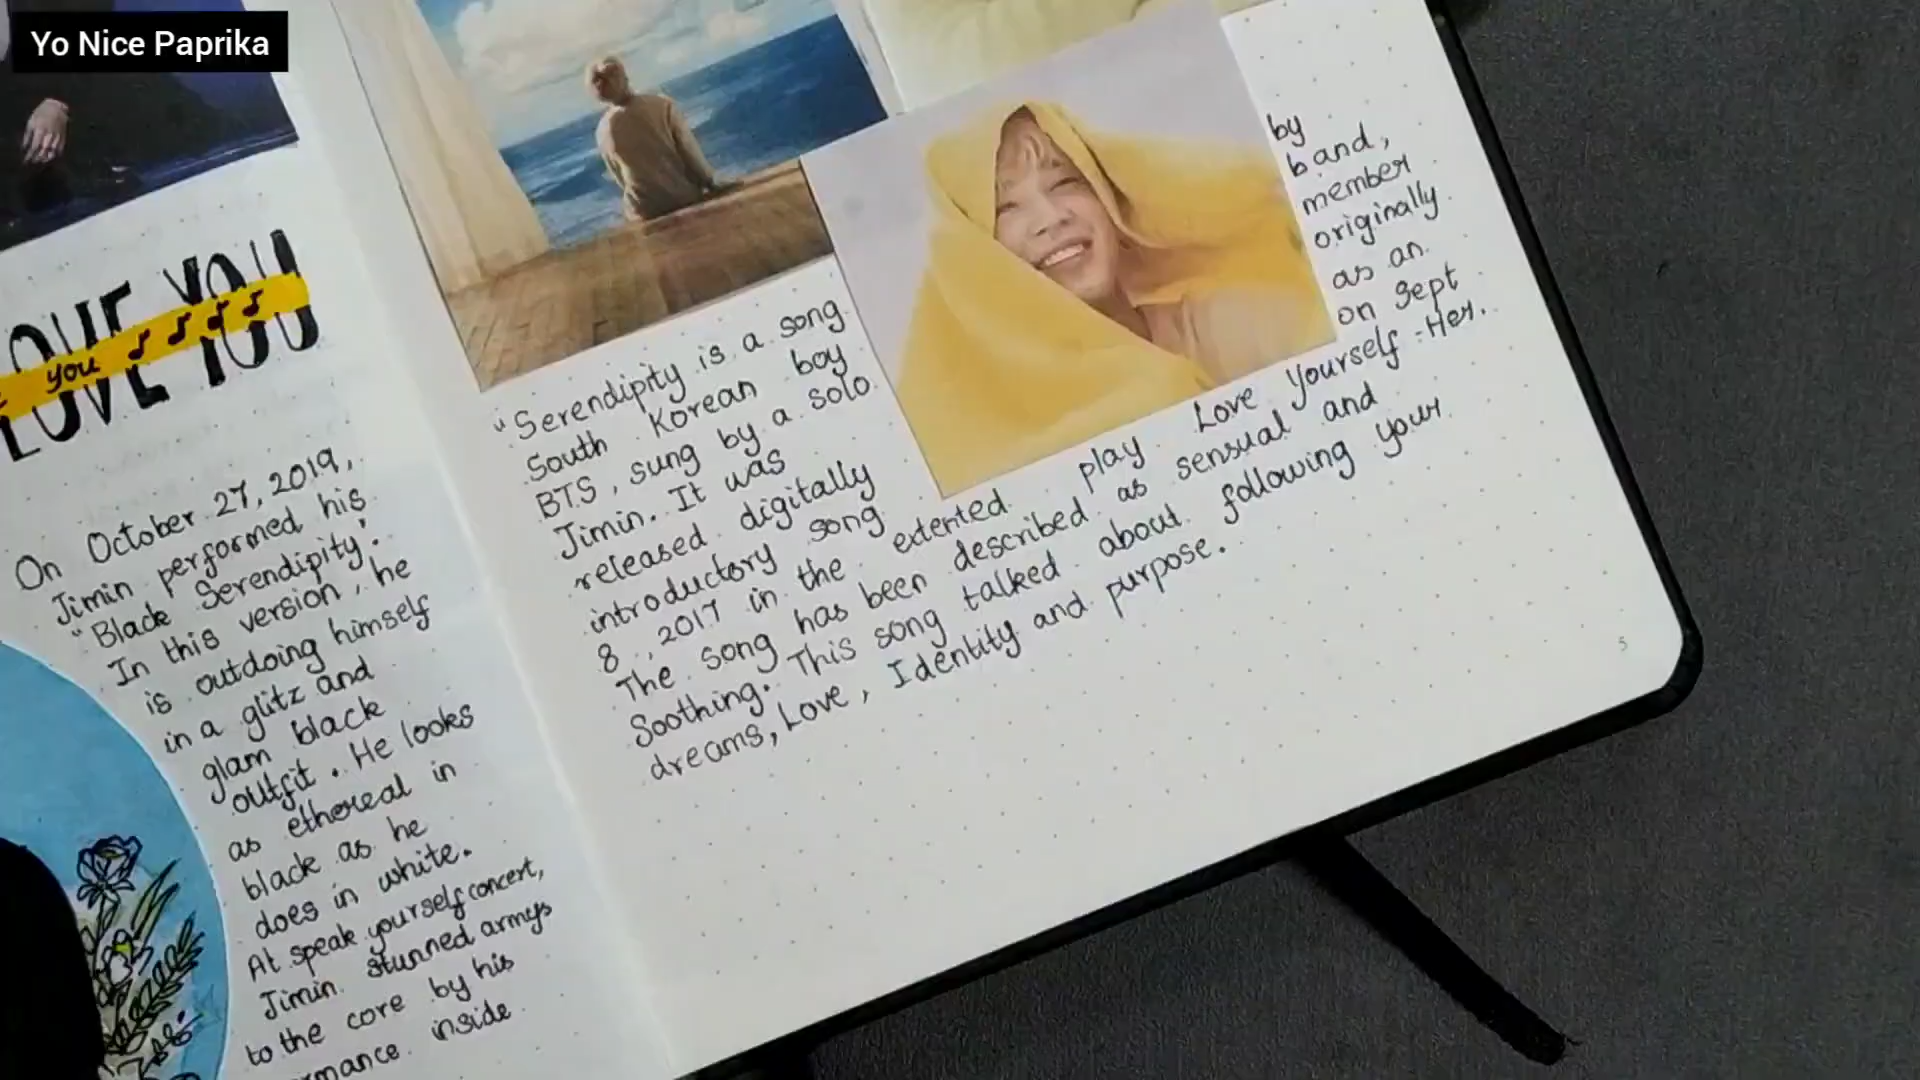 Yo Nice Paprika
LOVE YOU
you
LOVE YOU
On October 27, 2019,
Jimin performed his
"Black Serendipity'.
In this version, he
is outdoing himself
in a glitz and
glam black
outfit. He looks
as ethereal in
black as he
does in white.
At speak yourself concert,
Jimin stunned armys
to the core by his
rmance inside
"Serendipity is a song by
South Korean boy band,
BTS, sung by a solo member
Jimin. It was originally
released digitally as an
introductory song on Sept
8, 2017 in the extented play Love Yourself: Her.
The song has been described as sensual and
Soothing. This song talked about following your
dreams, Love, Identity and purpose.
5